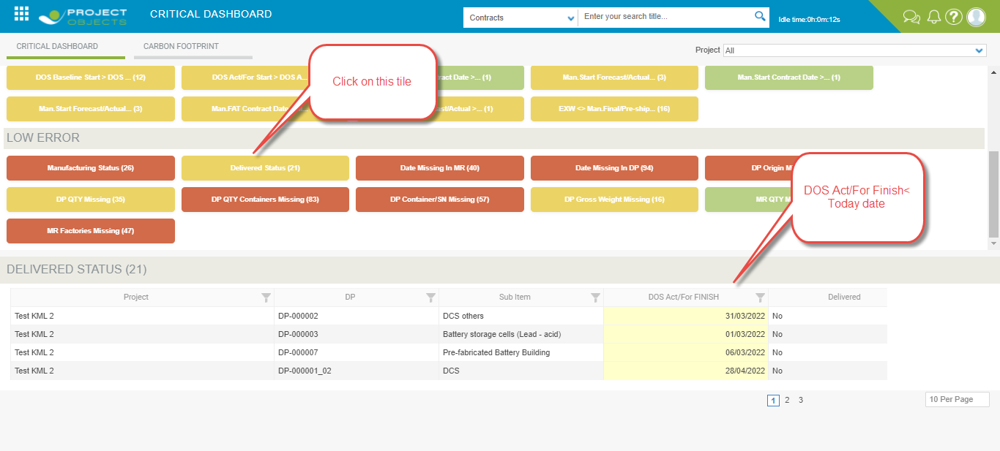 PROJECT
OBJECTS
CRITICAL DASHBOARD
Contracts
Enter your search title...
Idle time:0h:0m:12s
CRITICAL DASHBOARD
CARBON FOOTPRINT
Project
All
DOS Baseline Start > DOS ... (12)
DOS Act/For Start > DOS A...
ract Date >... (1)
Man.Start Forecast/Actual... (3)
Man.Start Contract Date >... (1)
Click on this tile
Man.Start Forecast/Actual... (3)
Man.FAT Contract Date
st/Actual >... (1)
EXW <> Man.Final/Pre-ship... (16)
LOW ERROR
Manufacturing Status (26)
Delivered Status (21)
Date Missing In MR (40)
Date Missing In DP (94)
DP Origin M
DP QTY Missing (35)
DP QTY Containers Missing (83)
DP Container/SN Missing (57)
DP Gross Weight Missing (16)
MR QTY M
DOS Act/For Finish<
Today date
MR Factories Missing (47)
DELIVERED STATUS (21)
Project
DP
Sub Item
DOS Act/For FINISH
Delivered
Test KML 2
DP-000002
DCS others
31/03/2022
No
Test KML 2
DP-000003
Battery storage cells (Lead - acid)
01/03/2022
No
Test KML 2
DP-000007
Pre-fabricated Battery Building
06/03/2022
No
Test KML 2
DP-000001_02
DCS
28/04/2022
No
1
2
3
10 Per Page